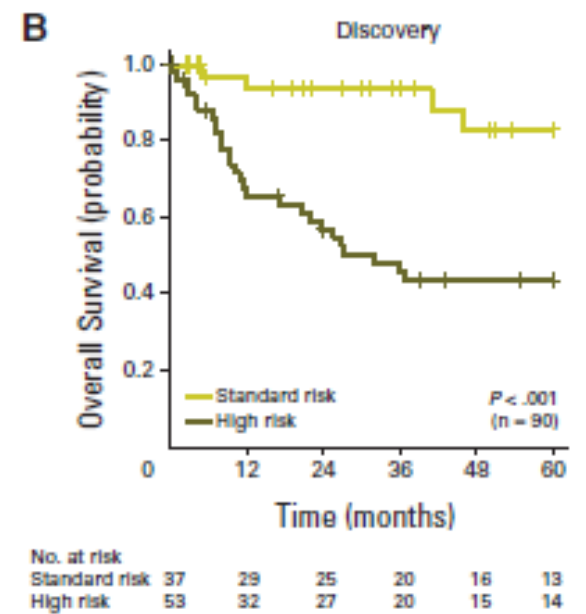 B
Discovery
Overall Survival (probability)
1.0
0.8
0.6
0.4
0.2
Standard risk
High risk
P < .001
(n = 90)
0 12 24 36 48 60
Time (months)
No. at risk
Standard risk 37 29 25 20 16 13
High risk 53 32 27 20 15 14